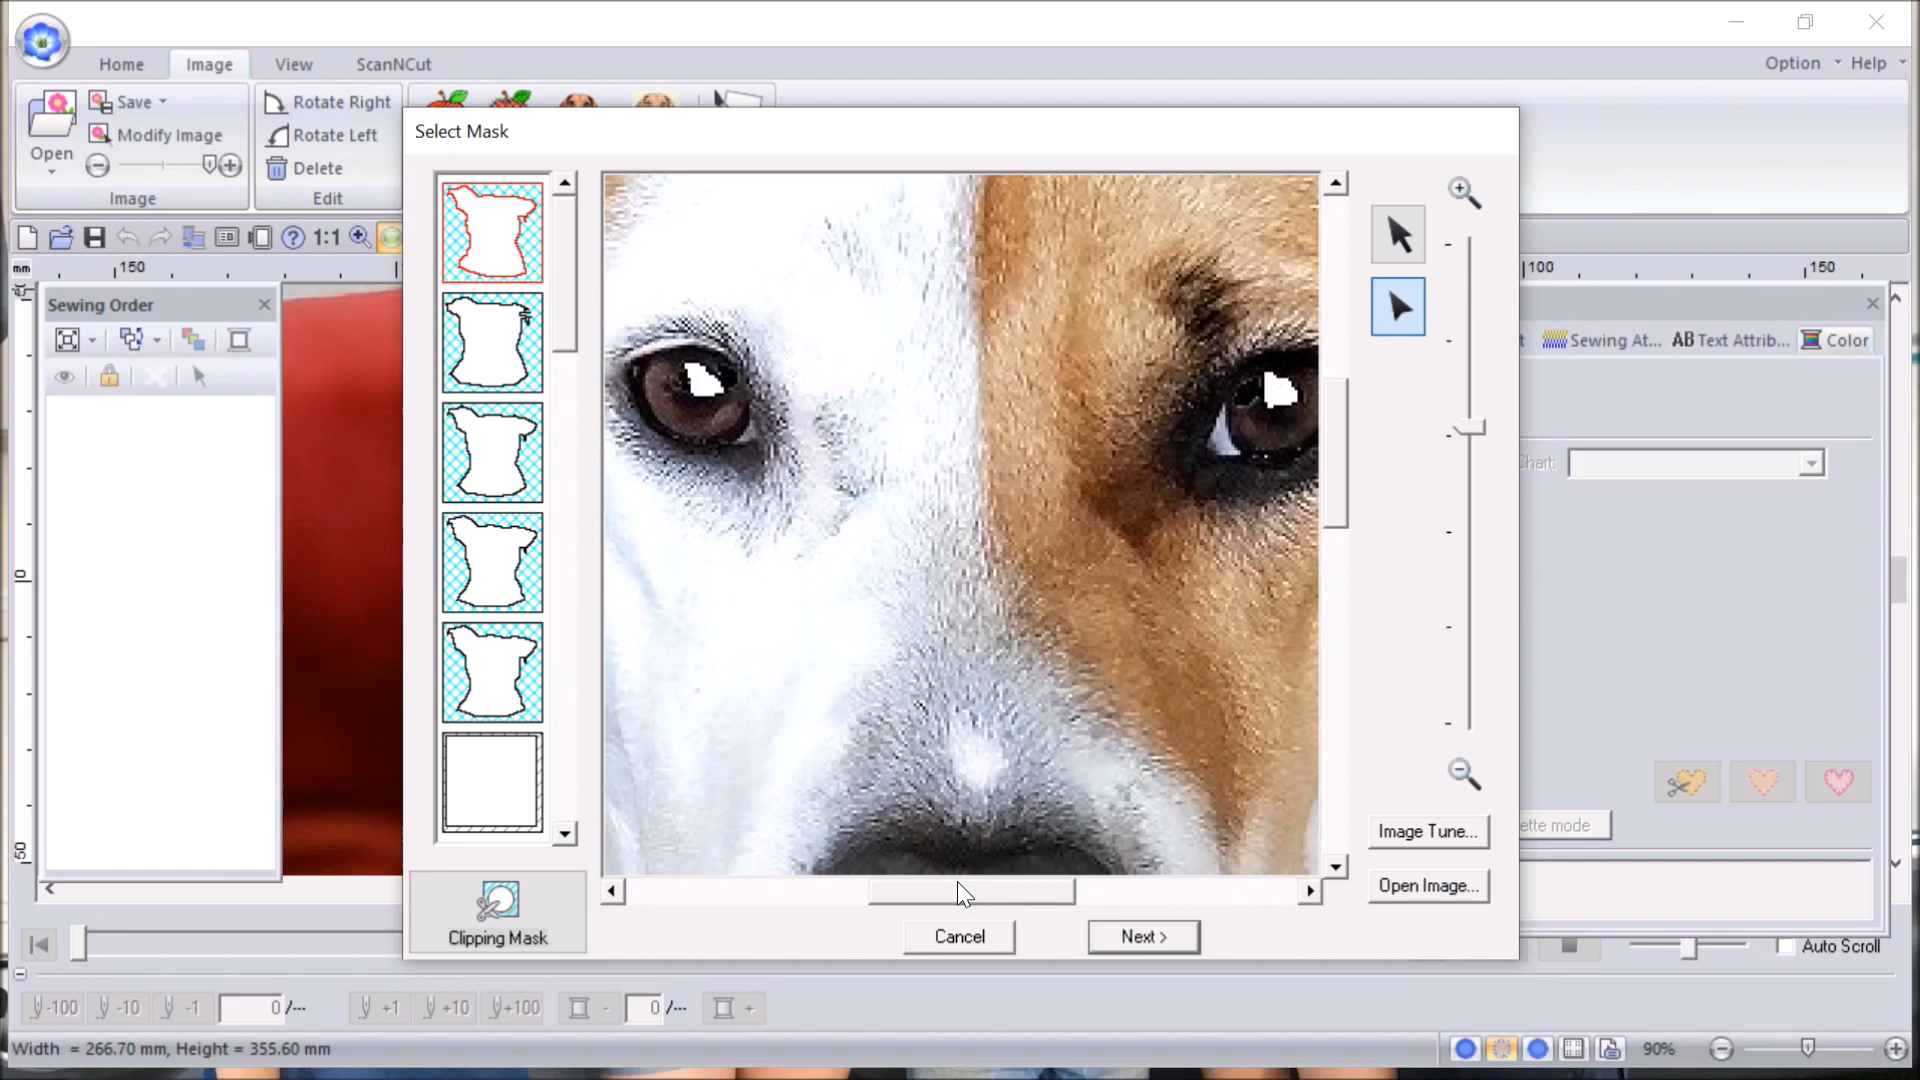 Home Image View ScanNCut Option Help
Save Rotate Right
Modify Image Rotate Left
Open Delete
Image Edit
Select Mask
1:1
mm 150 100 150
Sewing Order
Sewing At... AB Text Attrib... Color
Chart:
0
50
ette mode
Image Tune...
Open Image...
Clipping Mask
Cancel Next >
Auto Scroll
-100 -10 -1 0 /--- +1 +10 +100 - 0 /--- +
Width = 266.70 mm, Height = 355.60 mm 90%